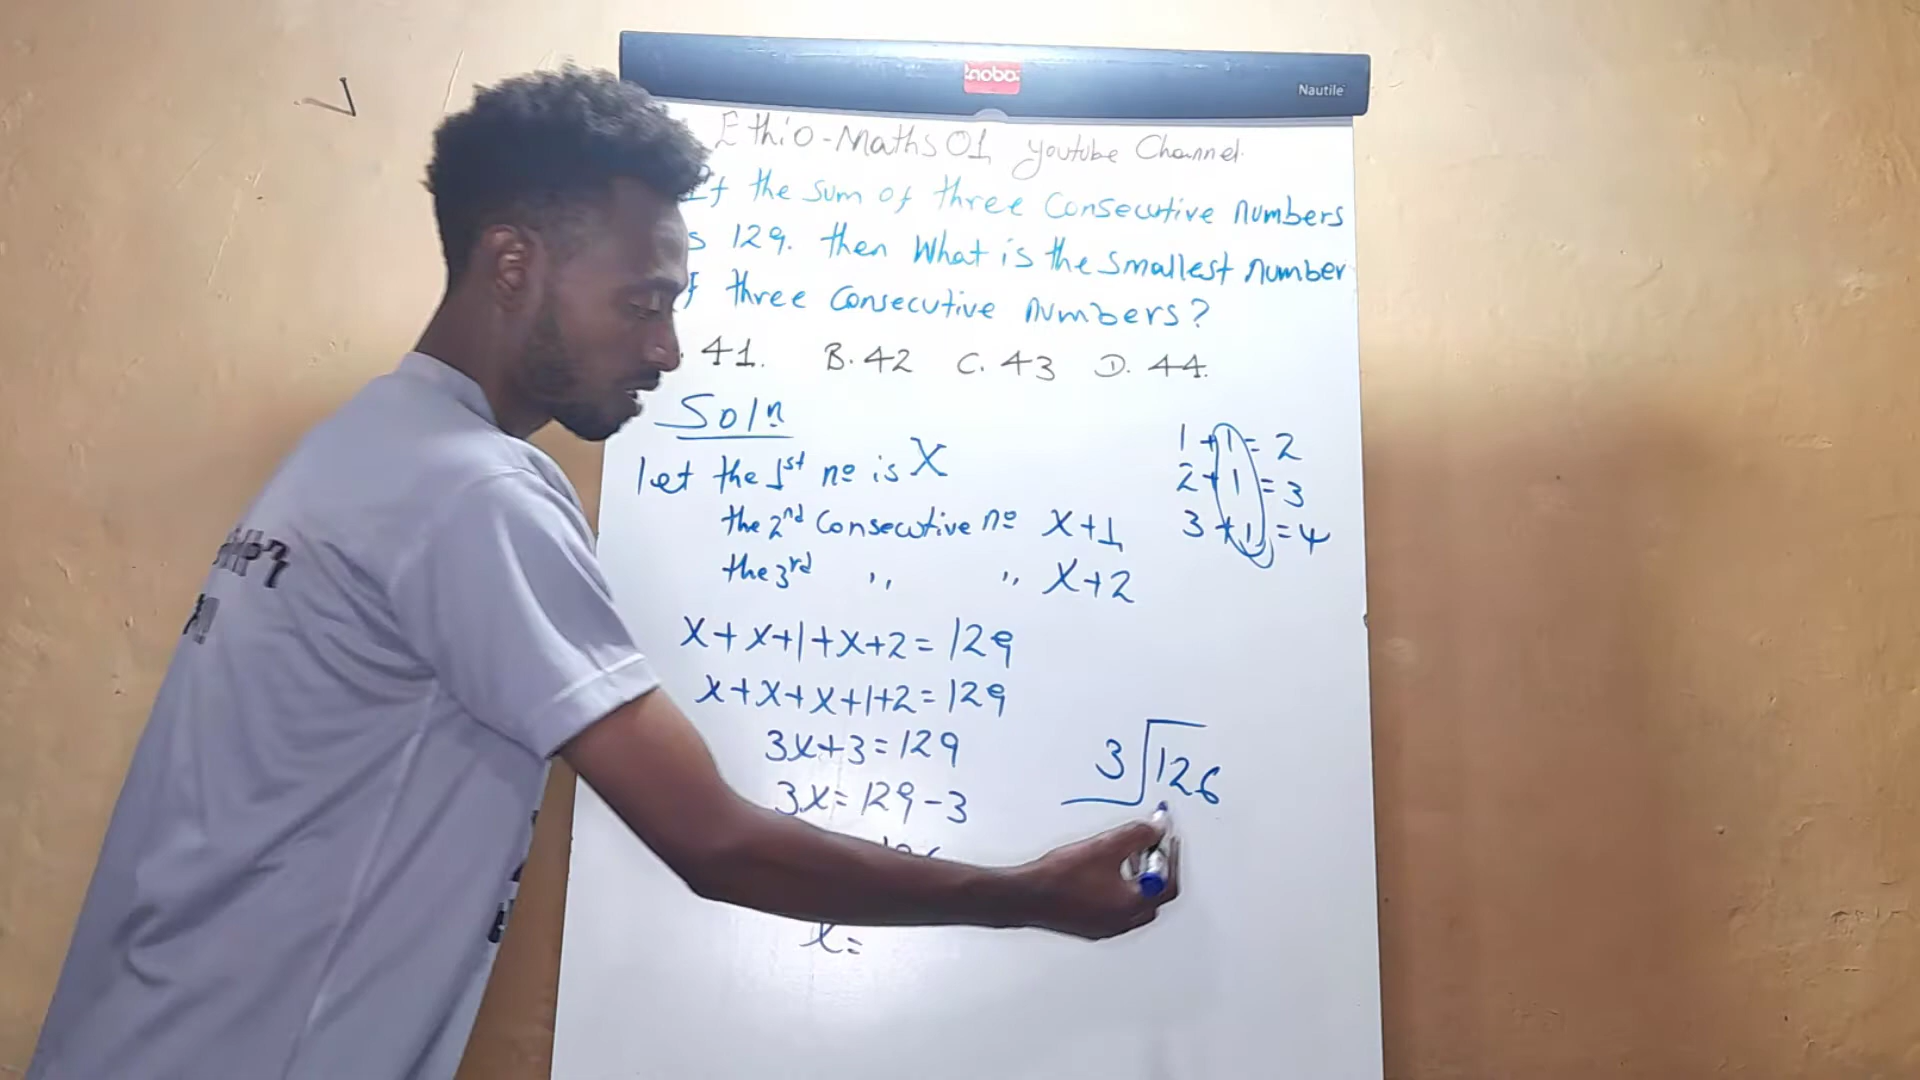 nobo
Nautile
Ethio-Maths01 youtube Channel.
If the sum of three Consecutive numbers
s 129. then What is the smallest number
f three Consecutive numbers?
. 41. B. 42 C. 43 D. 44.
Soln
let the 1st no is X
the 2nd Consecutive no X+1
the 3rd ,, ,, X+2
1+1=2
2+1=3
3+1=4
X+X+1+X+2=129
X+X+X+1+2=129
3X+3=129
3X=129-3
X=
3 126